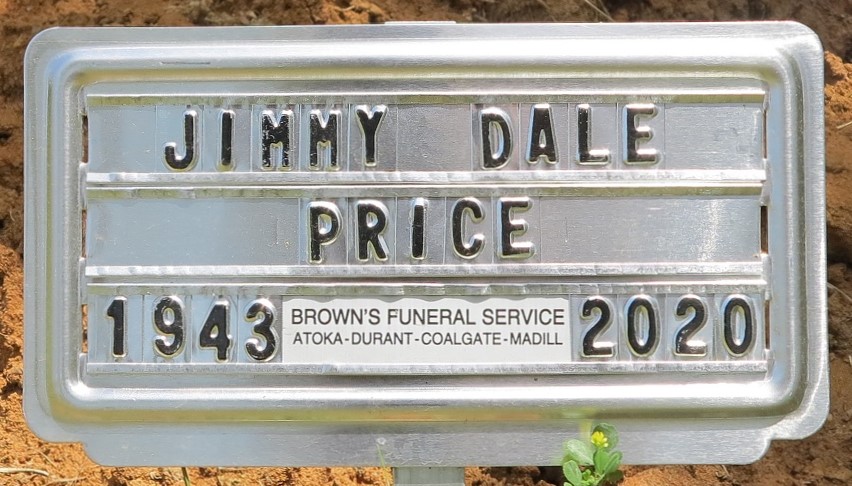 JIMMY DALE
PRICE
1943 2020
BROWN'S FUNERAL SERVICE
ATOKA-DURANT-COALGATE-MADILL